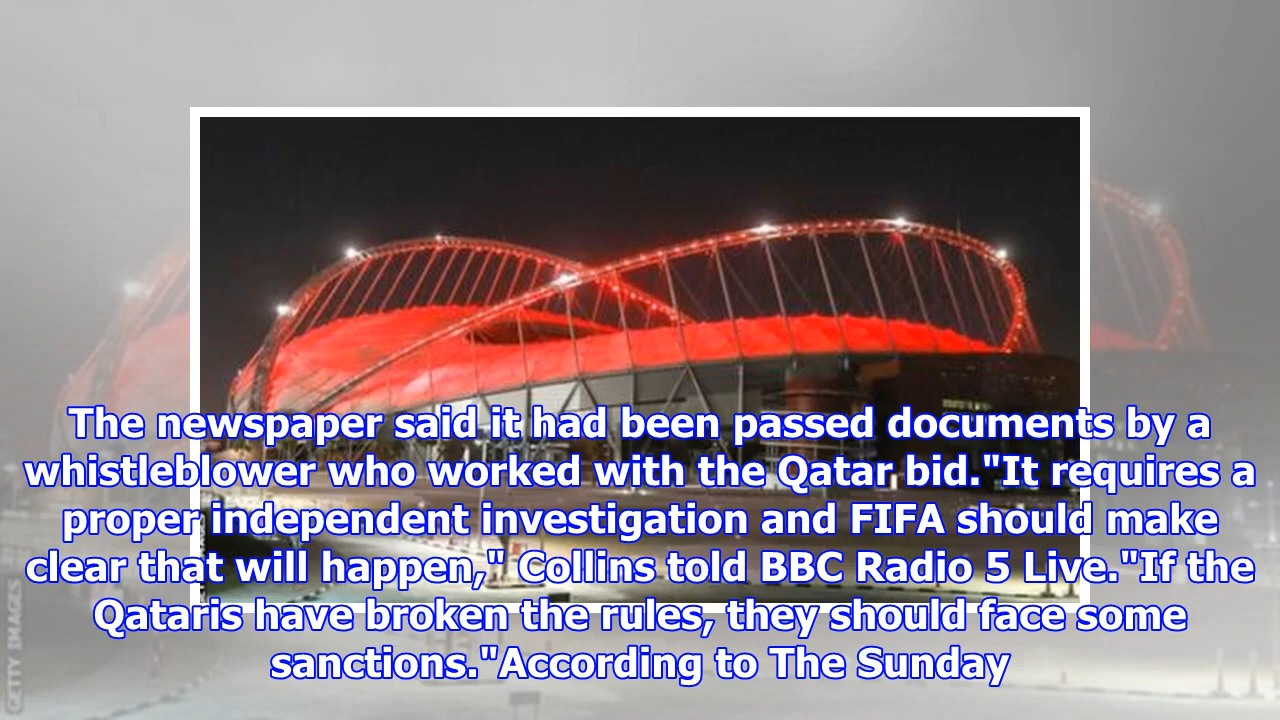 The newspaper said it had been passed documents by a
whistleblower who worked with the Qatar bid."It requires a
proper independent investigation and FIFA should make
clear that will happen," Collins told BBC Radio 5 Live."If the
Qataris have broken the rules, they should face some
sanctions."According to The Sunday
GETTY IMAGES